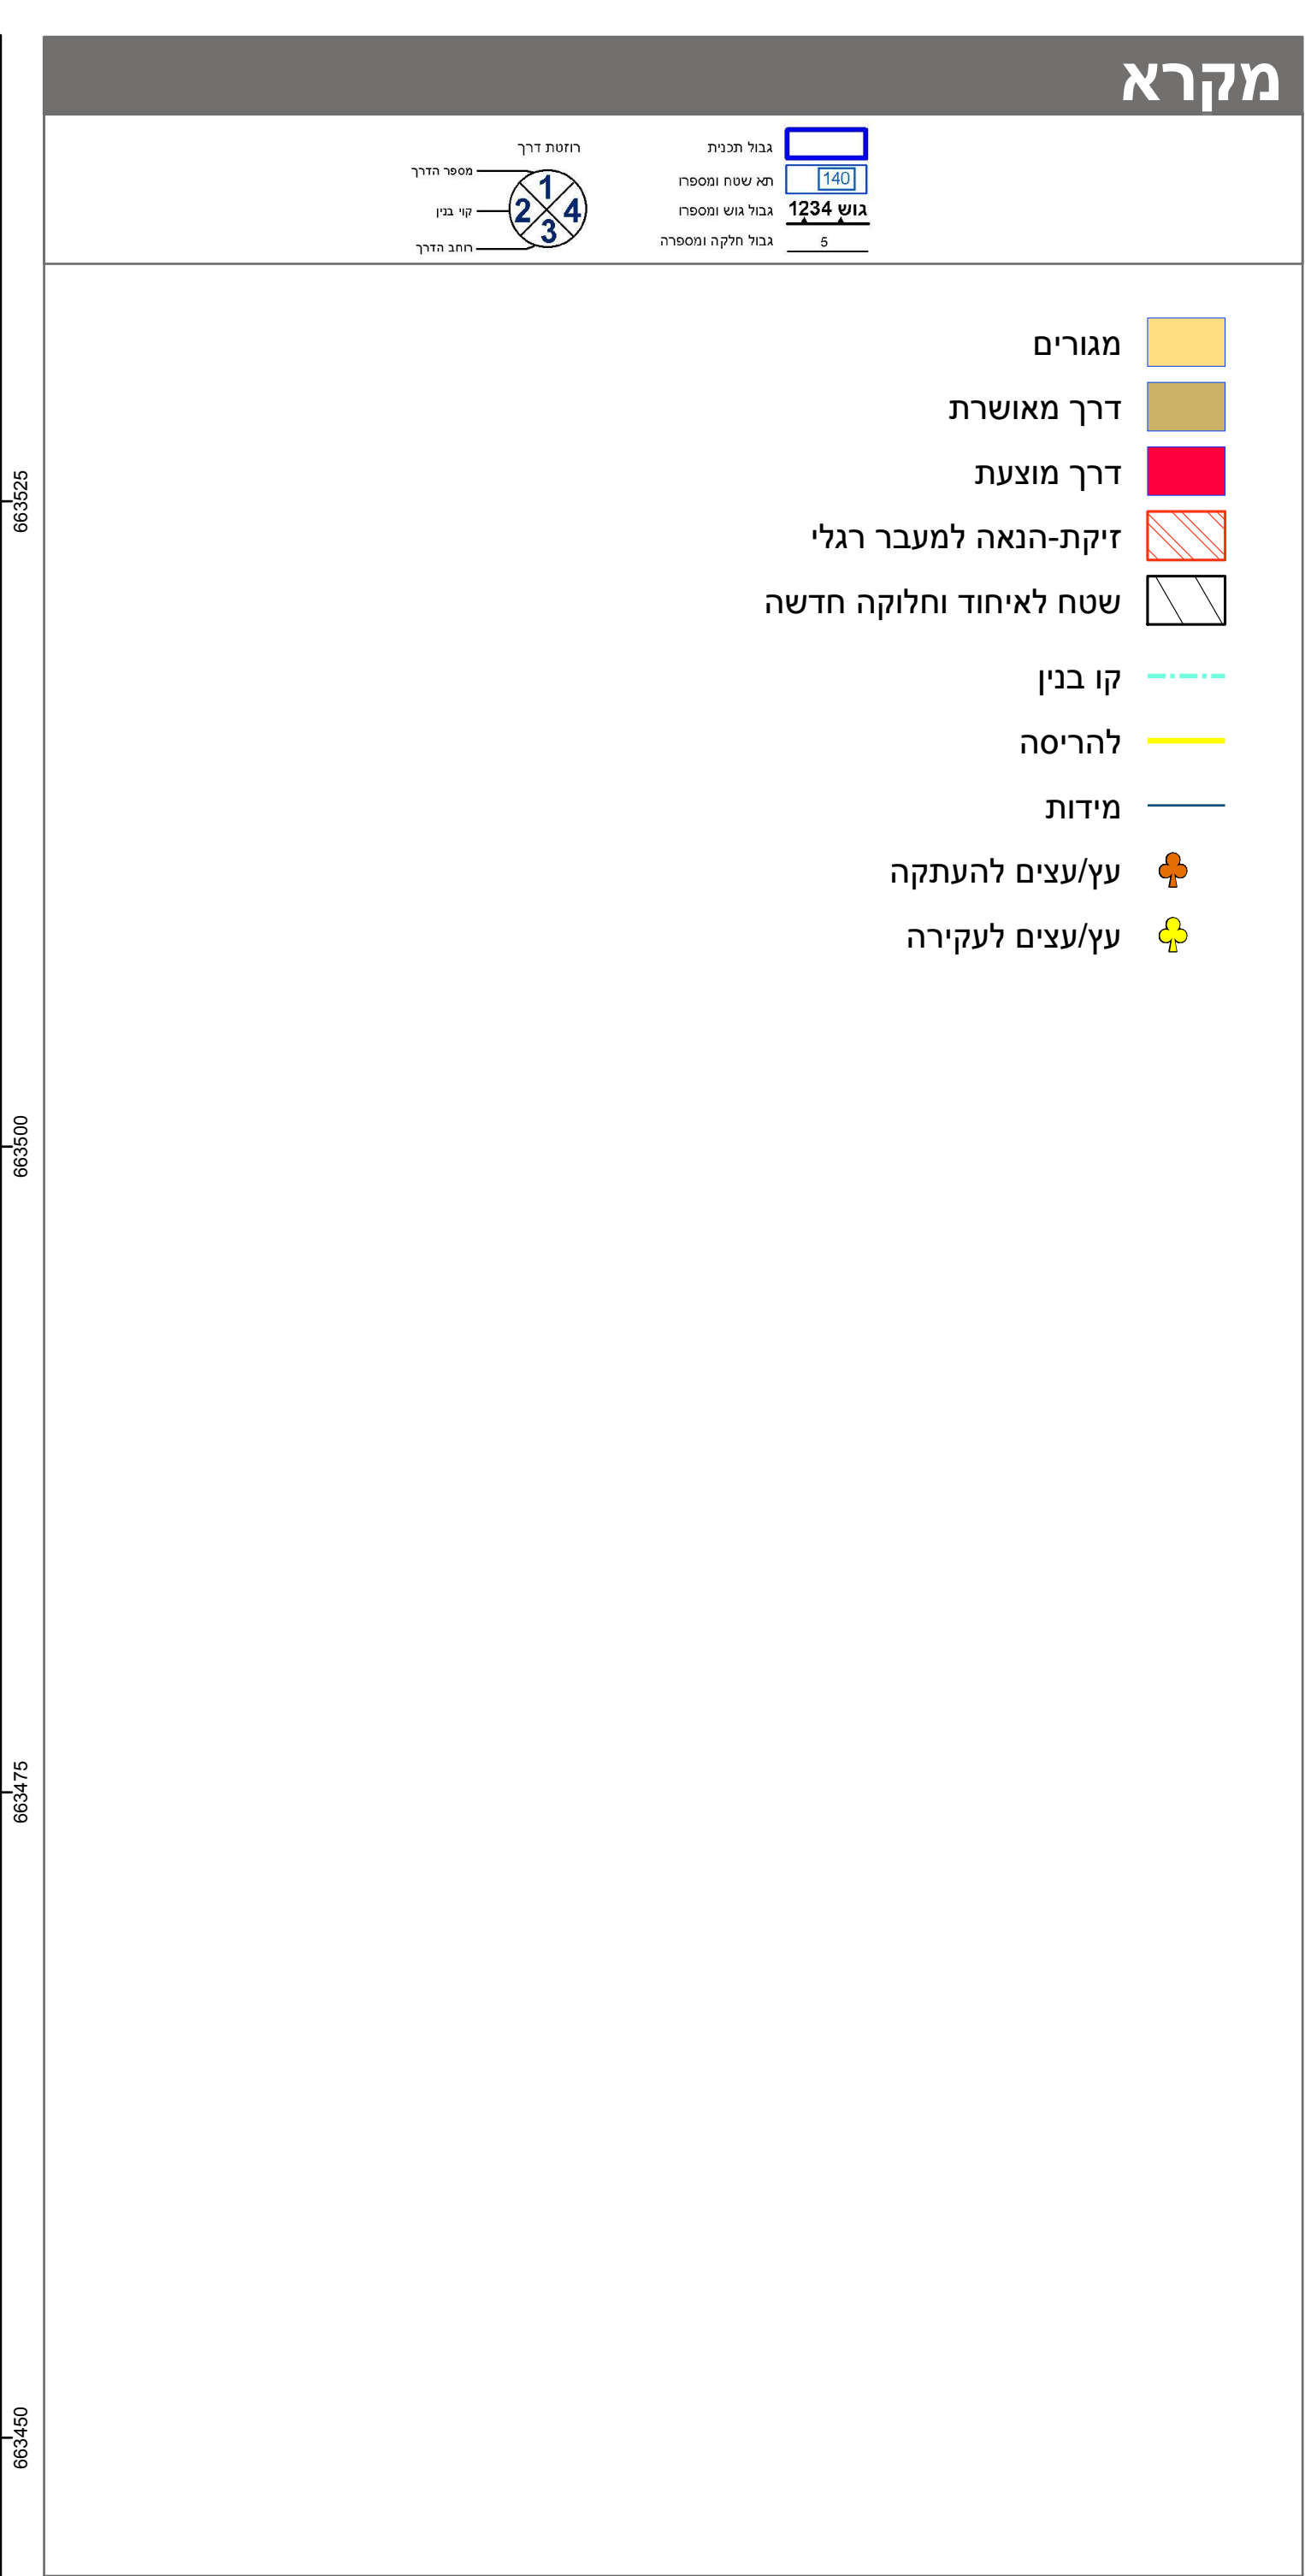 מקרא
גבול תכנית
140
תא שטח ומספרו
גוש 1234
גבול גוש ומספרו
5
גבול חלקה ומספרה
רוזטת דרך
1
2
3
4
מספר הדרך
קוי בנין
רוחב הדרך
מגורים
דרך מאושרת
דרך מוצעת
זיקת-הנאה למעבר רגלי
שטח לאיחוד וחלוקה חדשה
קו בנין
להריסה
מידות
עץ/עצים להעתקה
עץ/עצים לעקירה
663525
663500
663475
663450